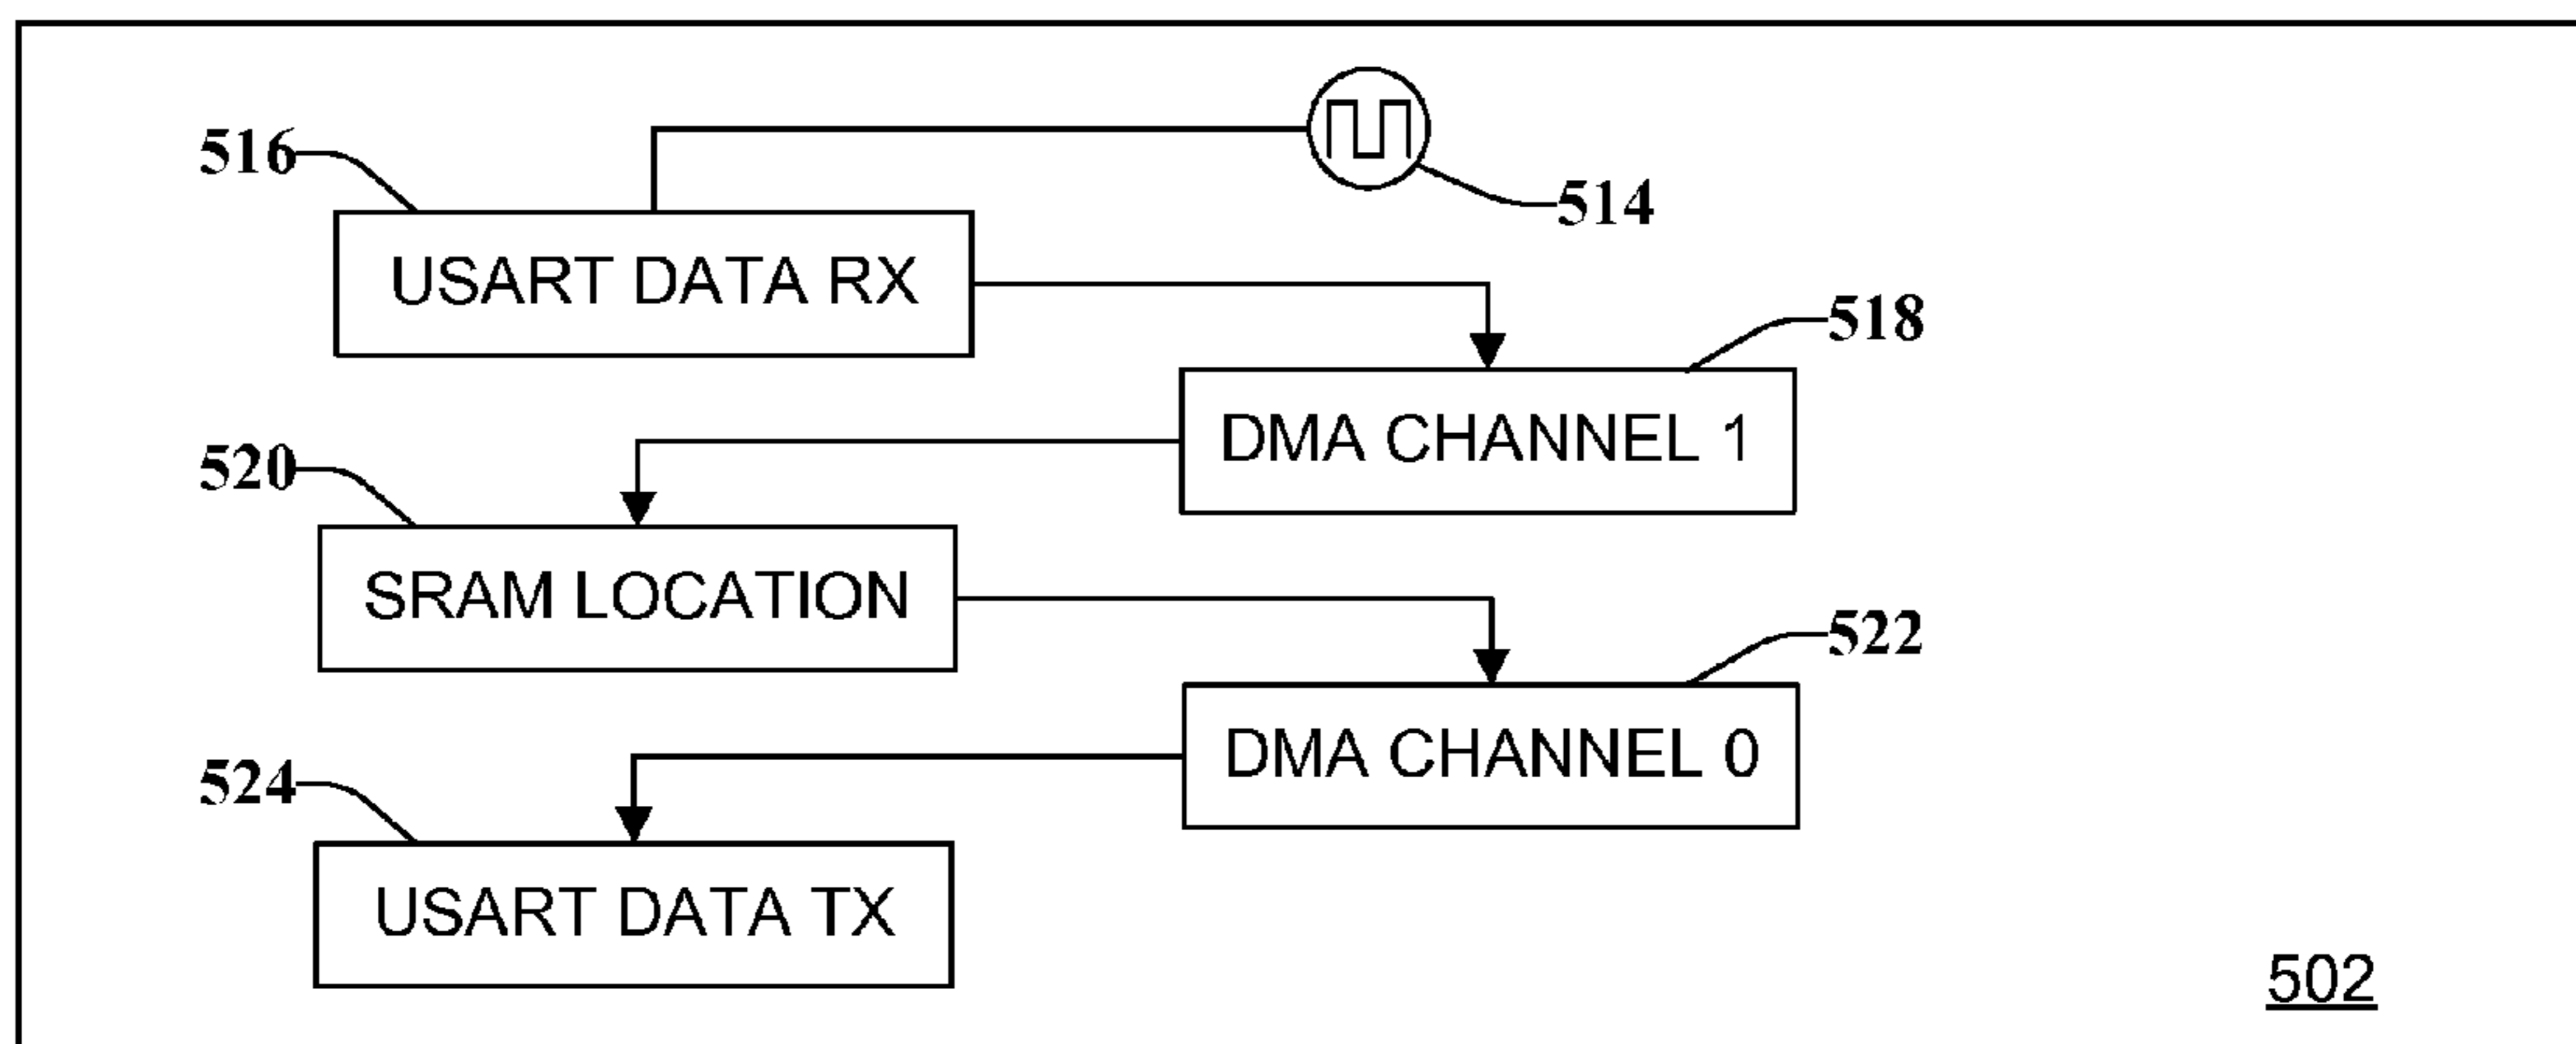 516
514
USART DATA RX
518
DMA CHANNEL 1
520
SRAM LOCATION
522
DMA CHANNEL 0
524
USART DATA TX
502